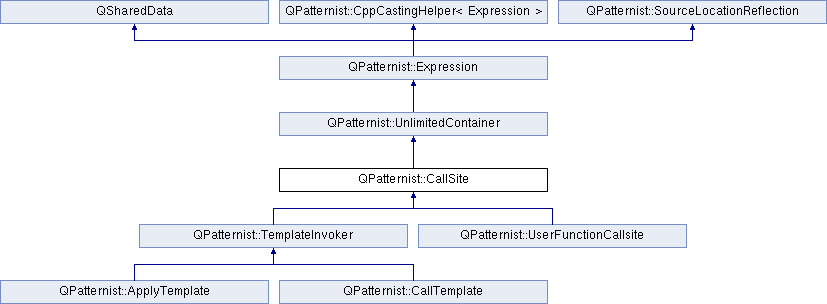 QSharedData
QPatternist::CppCastingHelper< Expression >
QPatternist::SourceLocationReflection
QPatternist::Expression
QPatternist::UnlimitedContainer
QPatternist::CallSite
QPatternist::TemplateInvoker
QPatternist::UserFunctionCallsite
QPatternist::ApplyTemplate
QPatternist::CallTemplate